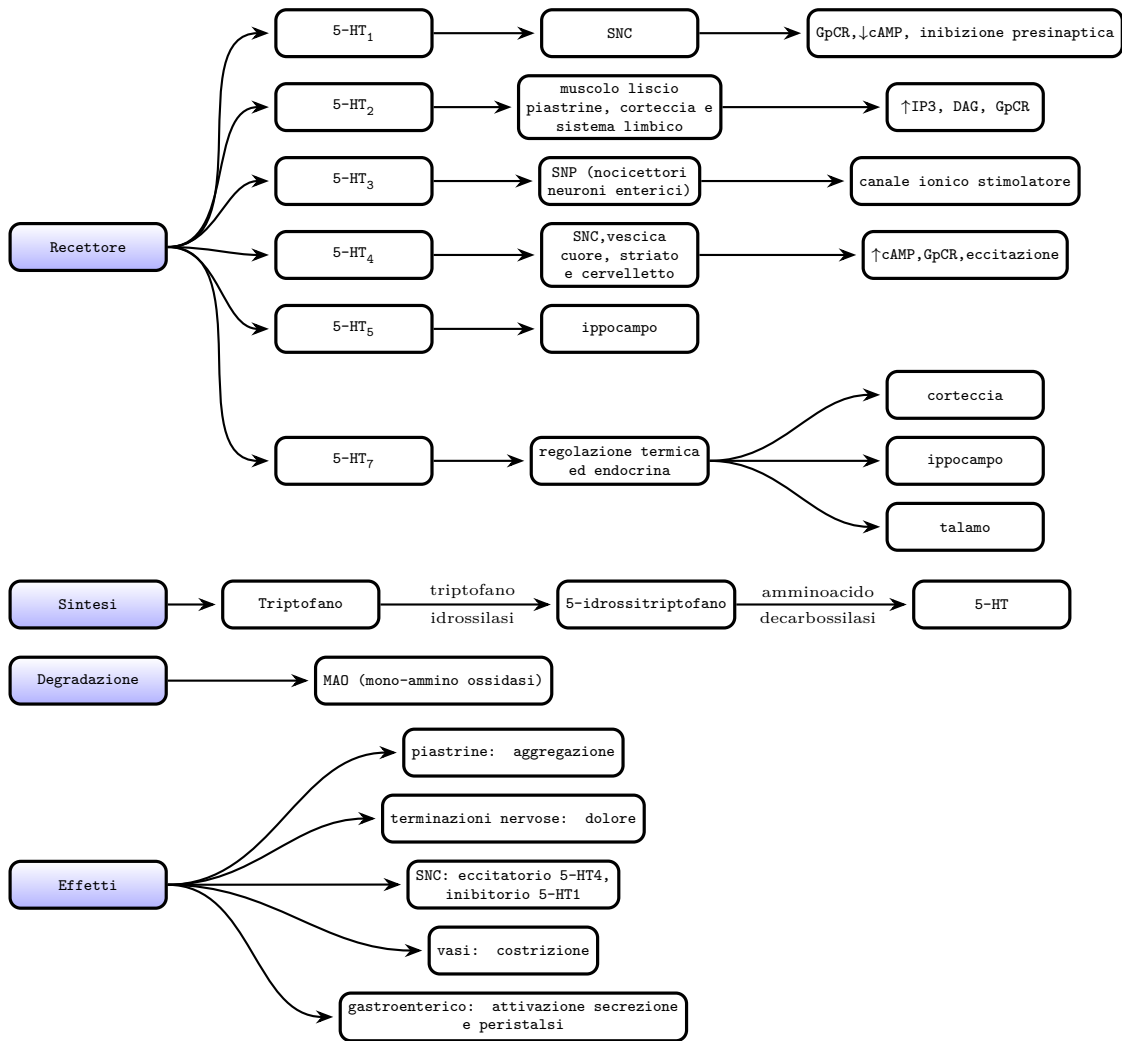 Recettore
5-HT1
SNC
GpCR,↓cAMP, inibizione presinaptica
5-HT2
muscolo liscio
piastrine, corteccia e
sistema limbico
↑IP3, DAG, GpCR
5-HT3
SNP (nocicettori
neuroni enterici)
canale ionico stimolatore
5-HT4
SNC,vescica
cuore, striato
e cervelletto
↑cAMP,GpCR,eccitazione
5-HT5
ippocampo
5-HT7
regolazione termica
ed endocrina
corteccia
ippocampo
talamo
Sintesi
Triptofano
triptofano
idrossilasi
5-idrossitriptofano
amminoacido
decarbossilasi
5-HT
Degradazione
MAO (mono-ammino ossidasi)
Effetti
piastrine: aggregazione
terminazioni nervose: dolore
SNC: eccitatorio 5-HT4,
inibitorio 5-HT1
vasi: costrizione
gastroenterico: attivazione secrezione
e peristalsi